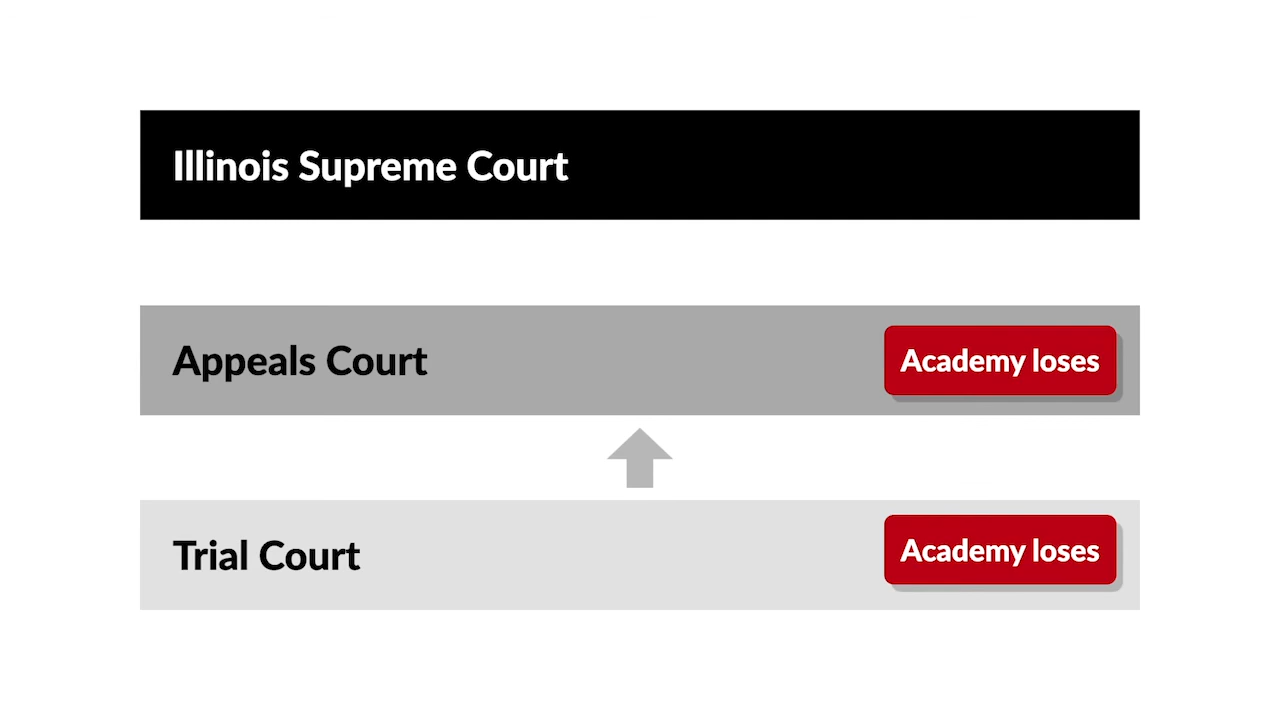 Illinois Supreme Court
Appeals Court
Academy loses
Trial Court
Academy loses